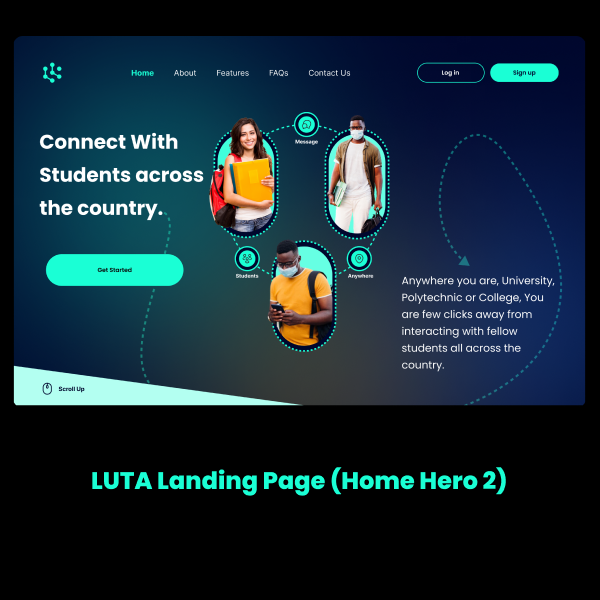 Home About Features FAQs Contact Us Log in Sign up
Connect With
Students across
the country.
Get Started
Message
Students
Anywhere
Anywhere you are, University,
Polytechnic or College, You
are few clicks away from
interacting with fellow
students all across the
country.
Scroll Up
LUTA Landing Page (Home Hero 2)